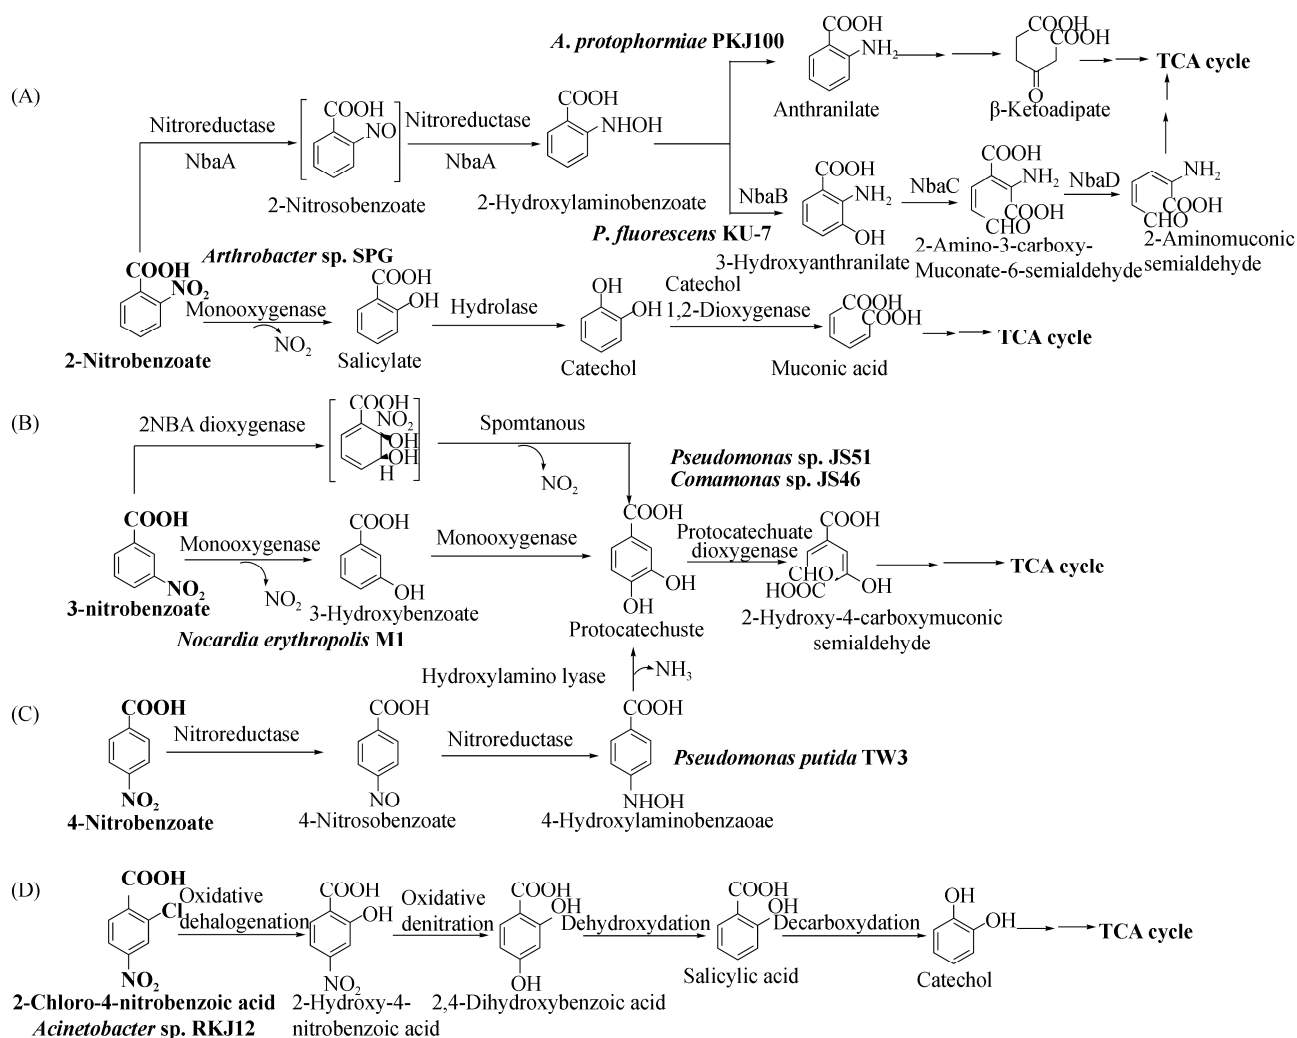 COOH
COOH
COOH
A. protophormiae PKJ100
NH2
TCA cycle
(A)
O
Anthranilate
β-Ketoadipate
COOH
COOH
Nitroreductase
NO
Nitroreductase
NHOH
COOH
COOH
NbaA
NbaA
NbaB
NH2
NbaC
NH2
NbaD
NH2
2-Nitrosobenzoate
2-Hydroxylaminobenzoate
COOH
COOH
CHO
CHO
P. fluorescens KU-7
OH
2-Amino-3-carboxy-
2-Aminomuconic
3-Hydroxyanthranilate
Muconate-6-semialdehyde
semialdehyde
Arthrobacter sp. SPG
COOH
COOH
Catechol
NO2
Monooxygenase
OH
Hydrolase
OH
OH
1,2-Dioxygenase
COOH
COOH
NO2
TCA cycle
2-Nitrobenzoate
Salicylate
Catechol
Muconic acid
(B)
2NBA dioxygenase
COOH
NO2
OH
OH
H
Spomtanous
NO2
Pseudomonas sp. JS51
Comamonas sp. JS46
COOH
COOH
COOH
COOH
Monooxygenase
Monooxygenase
Protocatechuate
dioxygenase
NO2
NO2
OH
OH
OH
CHO
HOOC
OH
TCA cycle
3-nitrobenzoate
3-Hydroxybenzoate
Protocatechuste
2-Hydroxy-4-carboxymuconic
semialdehyde
Nocardia erythropolis M1
Hydroxylamino lyase
NH3
(C)
COOH
COOH
COOH
Nitroreductase
Nitroreductase
Pseudomonas putida TW3
NO2
NO
NHOH
4-Nitrobenzoate
4-Nitrosobenzoate
4-Hydroxylaminobenzaoae
(D)
COOH
Cl
Oxidative
dehalogenation
COOH
OH
Oxidative
denitration
COOH
OH
Dehydroxydation
COOH
OH
Decarboxydation
OH
OH
TCA cycle
NO2
NO2
OH
Salicylic acid
Catechol
2-Chloro-4-nitrobenzoic acid
2-Hydroxy-4-
2,4-Dihydroxybenzoic acid
Acinetobacter sp. RKJ12
nitrobenzoic acid